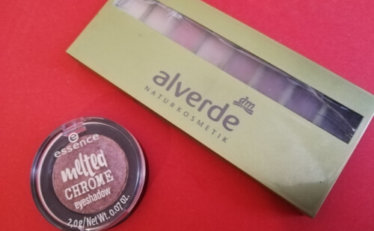 dm
alverde
NATURKOSMETIK
essence
melted
CHROME
eyeshadow
2,0g/Net Wt. 0.07 oz.